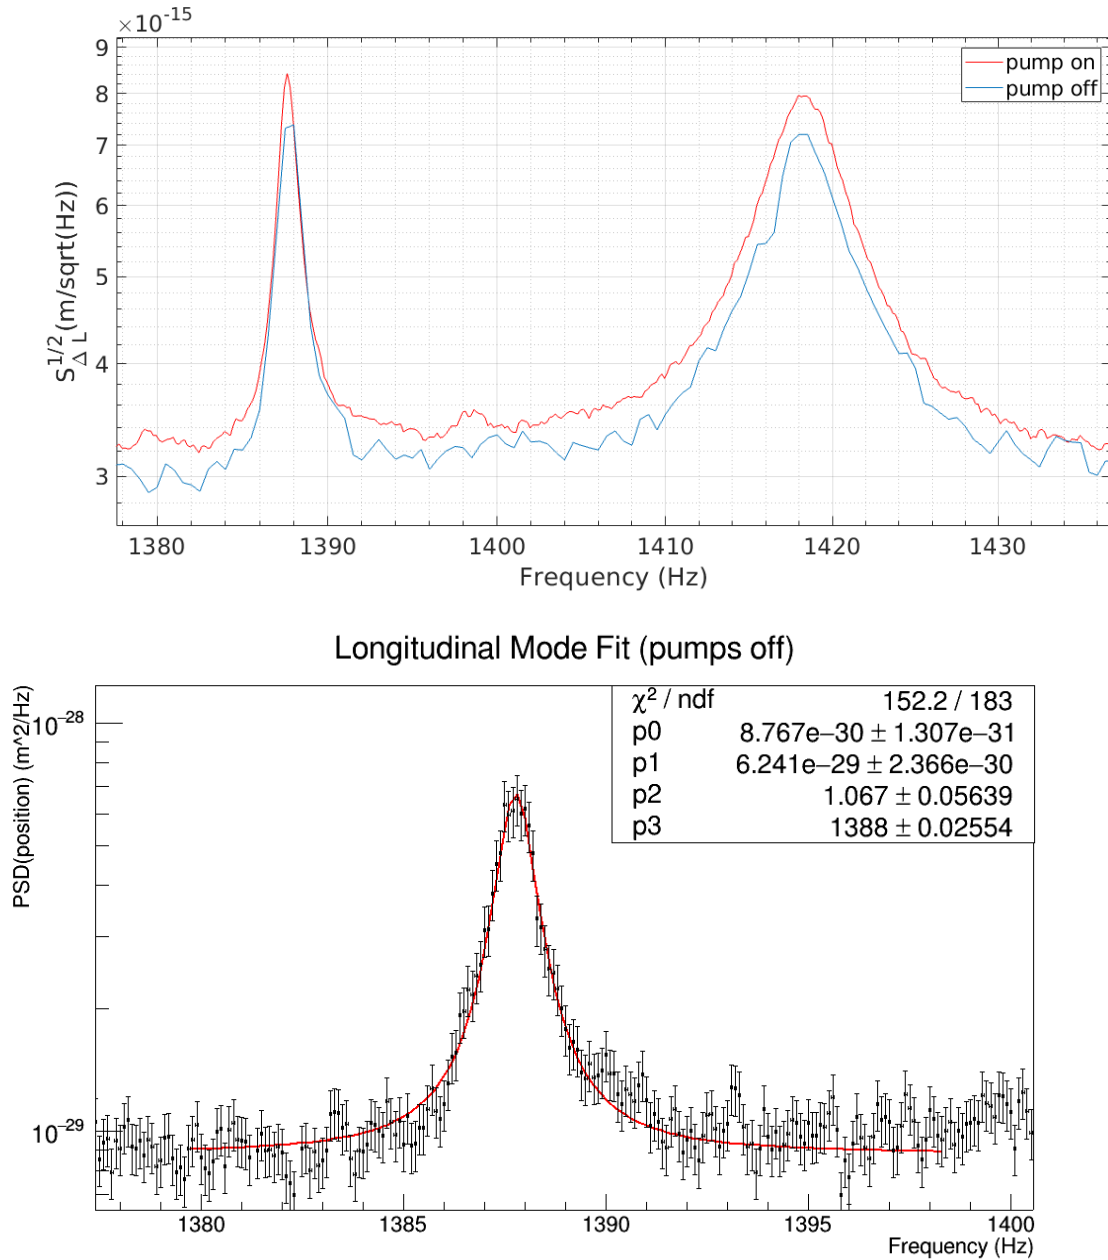 ×10⁻¹⁵
9
8
7
6
5
4
3
S^{1/2}_{Δ L}(m/sqrt(Hz))
pump on
pump off
1380 1390 1400 1410 1420 1430
Frequency (Hz)
Longitudinal Mode Fit (pumps off)
PSD(position) (m^2/Hz)
10⁻²⁸
10⁻²⁹
χ² / ndf 152.2 / 183
p0 8.767e−30 ± 1.307e−31
p1 6.241e−29 ± 2.366e−30
p2 1.067 ± 0.05639
p3 1388 ± 0.02554
1380 1385 1390 1395 1400
Frequency (Hz)